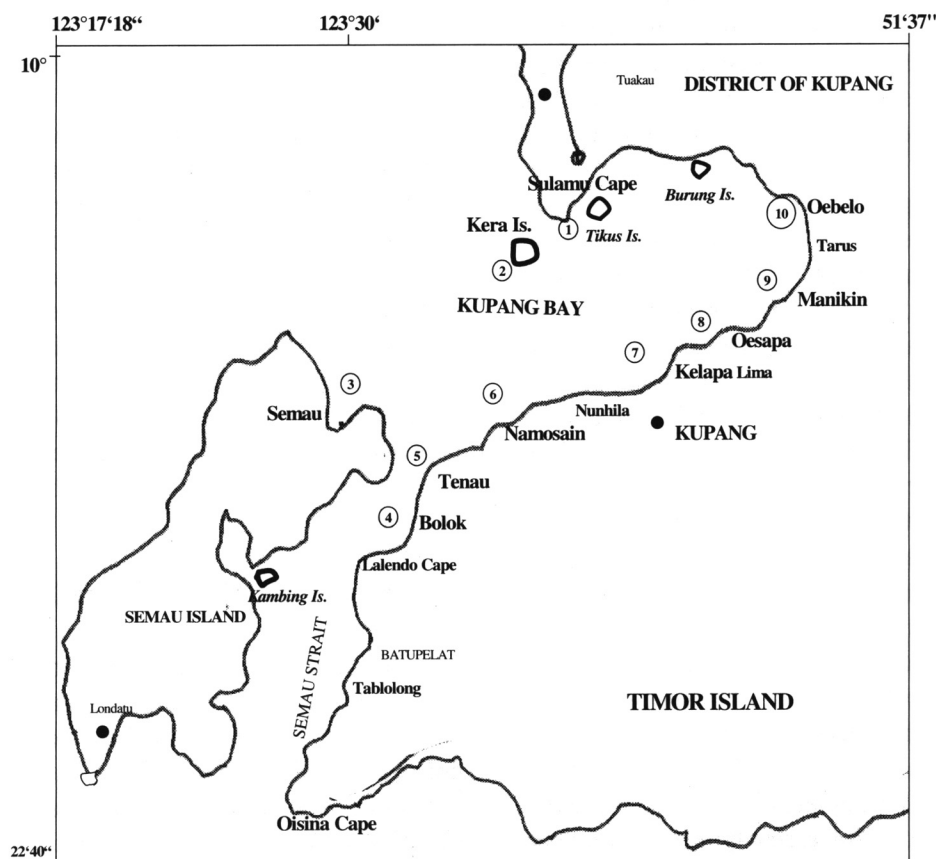 123°17'18“
123°30‘
51'37"
10°
Tuakau
DISTRICT OF KUPANG
Sulamu Cape
Burung Is.
10
Oebelo
Kera Is.
1
Tikus Is.
Tarus
2
9
Manikin
KUPANG BAY
8
Oesapa
7
Kelapa Lima
3
6
Nunhila
Semau
Namosain
KUPANG
5
Tenau
4
Bolok
Lalendo Cape
Kambing Is.
SEMAU ISLAND
SEMAU STRAIT
BATUPELAT
Tablolong
TIMOR ISLAND
Londatu
Oisina Cape
22‘40“